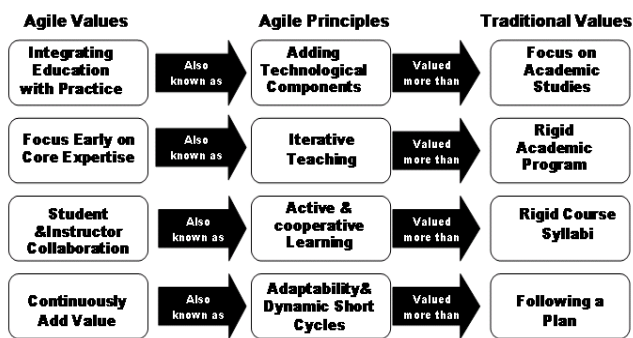 Agile Values
Agile Principles
Traditional Values
Integrating
Education
with Practice
Also
known as
Adding
Technological
Components
Valued
more than
Focus on
Academic
Studies
Focus Early on
Core Expertise
Also
known as
Iterative
Teaching
Valued
more than
Rigid
Academic
Program
Student
&Instructor
Collaboration
Also
known as
Active &
cooperative
Learning
Valued
more than
Rigid Course
Syllabi
Continuously
Add Value
Also
known as
Adaptability&
Dynamic Short
Cycles
Valued
more than
Following a
Plan